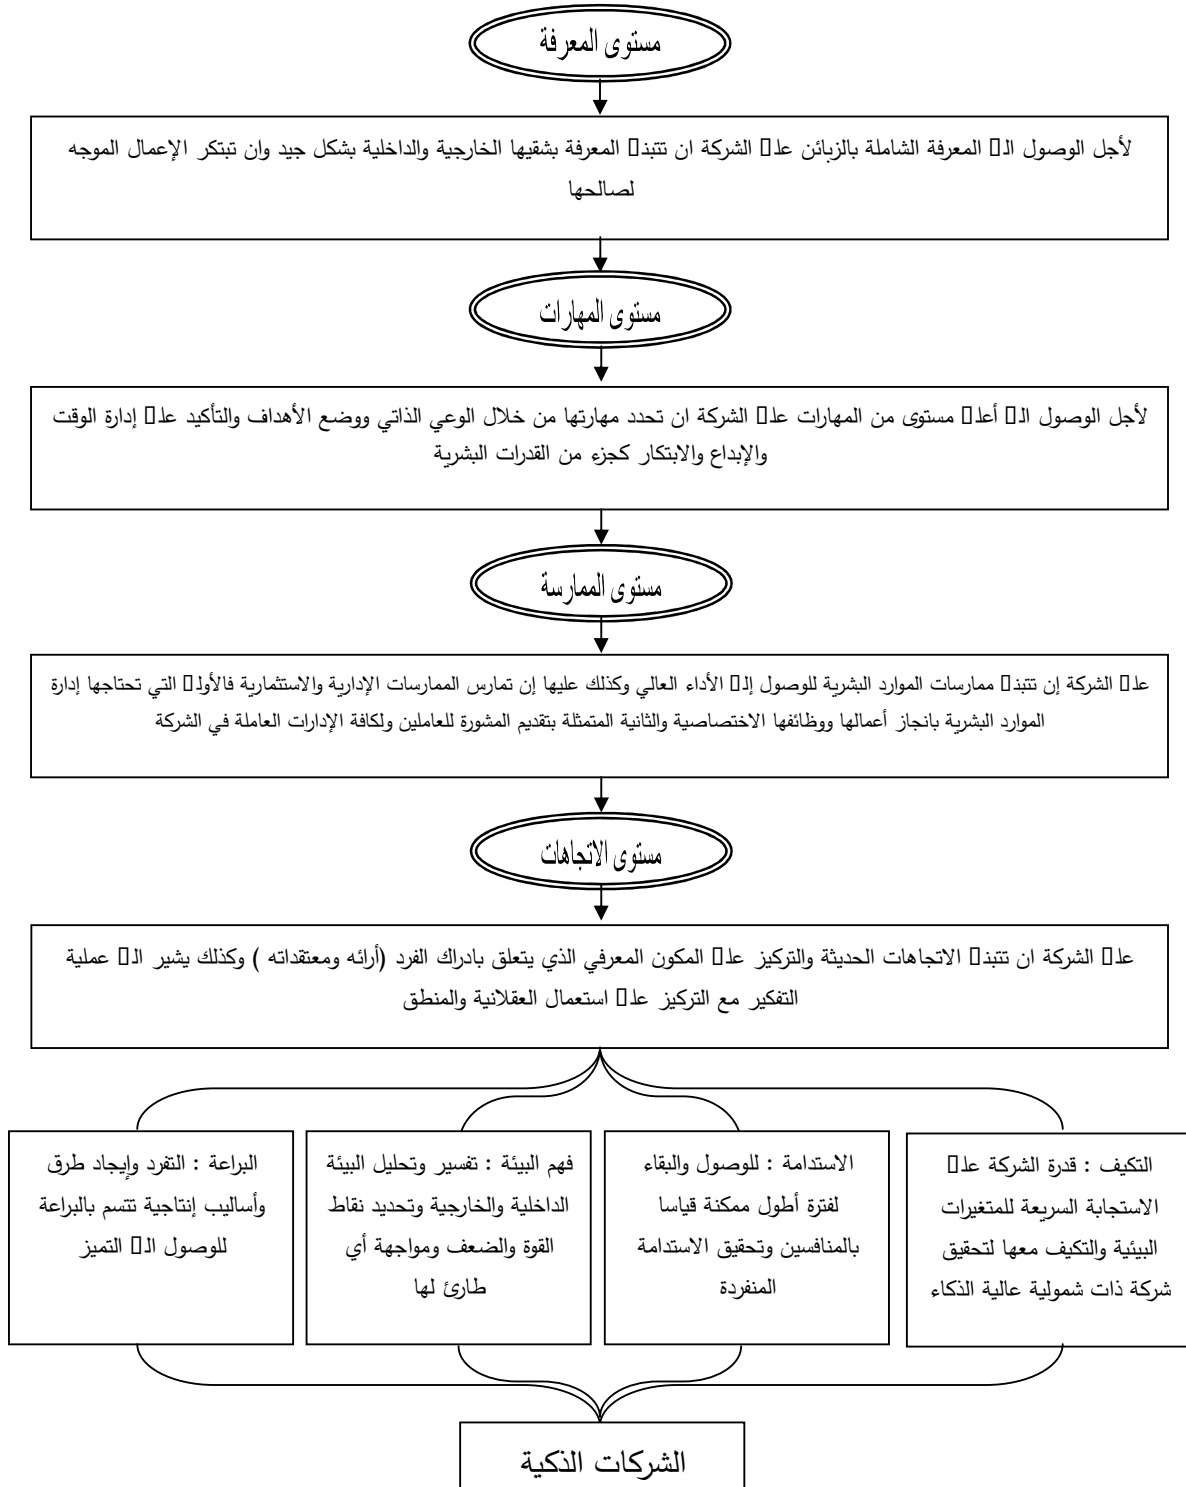 مستوى المعرفة
لأجل الوصول ال□ المعرفة الشاملة بالزبائن عل□ الشركة ان تتبن□ المعرفة بشقيها الخارجية والداخلية بشكل جيد وان تبتكر الإعمال الموجه
لصالحها
مستوى المهارات
لأجل الوصول ال□ أعل□ مستوى من المهارات عل□ الشركة ان تحدد مهارتها من خلال الوعي الذاتي ووضع الأهداف والتأكيد عل□ إدارة الوقت
والإبداع والابتكار كجزء من القدرات البشرية
مستوى الممارسة
عل□ الشركة إن تتبن□ ممارسات الموارد البشرية للوصول إل□ الأداء العالي وكذلك عليها إن تمارس الممارسات الإدارية والاستثمارية فالأول□ التي تحتاجها إدارة
الموارد البشرية بانجاز أعمالها ووظائفها الاختصاصية والثانية المتمثلة بتقديم المشورة للعاملين ولكافة الإدارات العاملة في الشركة
مستوى الاتجاهات
عل□ الشركة ان تتبن□ الاتجاهات الحديثة والتركيز عل□ المكون المعرفي الذي يتعلق بادراك الفرد (أرائه ومعتقداته ) وكذلك يشير ال□ عملية
التفكير مع التركيز عل□ استعمال العقلانية والمنطق
التكيف : قدرة الشركة عل□
الاستجابة السريعة للمتغيرات
البيئية والتكيف معها لتحقيق
شركة ذات شمولية عالية الذكاء
الاستدامة : للوصول والبقاء
لفترة أطول ممكنة قياسا
بالمنافسين وتحقيق الاستدامة
المنفردة
فهم البيئة : تفسير وتحليل البيئة
الداخلية والخارجية وتحديد نقاط
القوة والضعف ومواجهة أي
طارئ لها
البراعة : التفرد وإيجاد طرق
وأساليب إنتاجية تتسم بالبراعة
للوصول ال□ التميز
الشركات الذكية